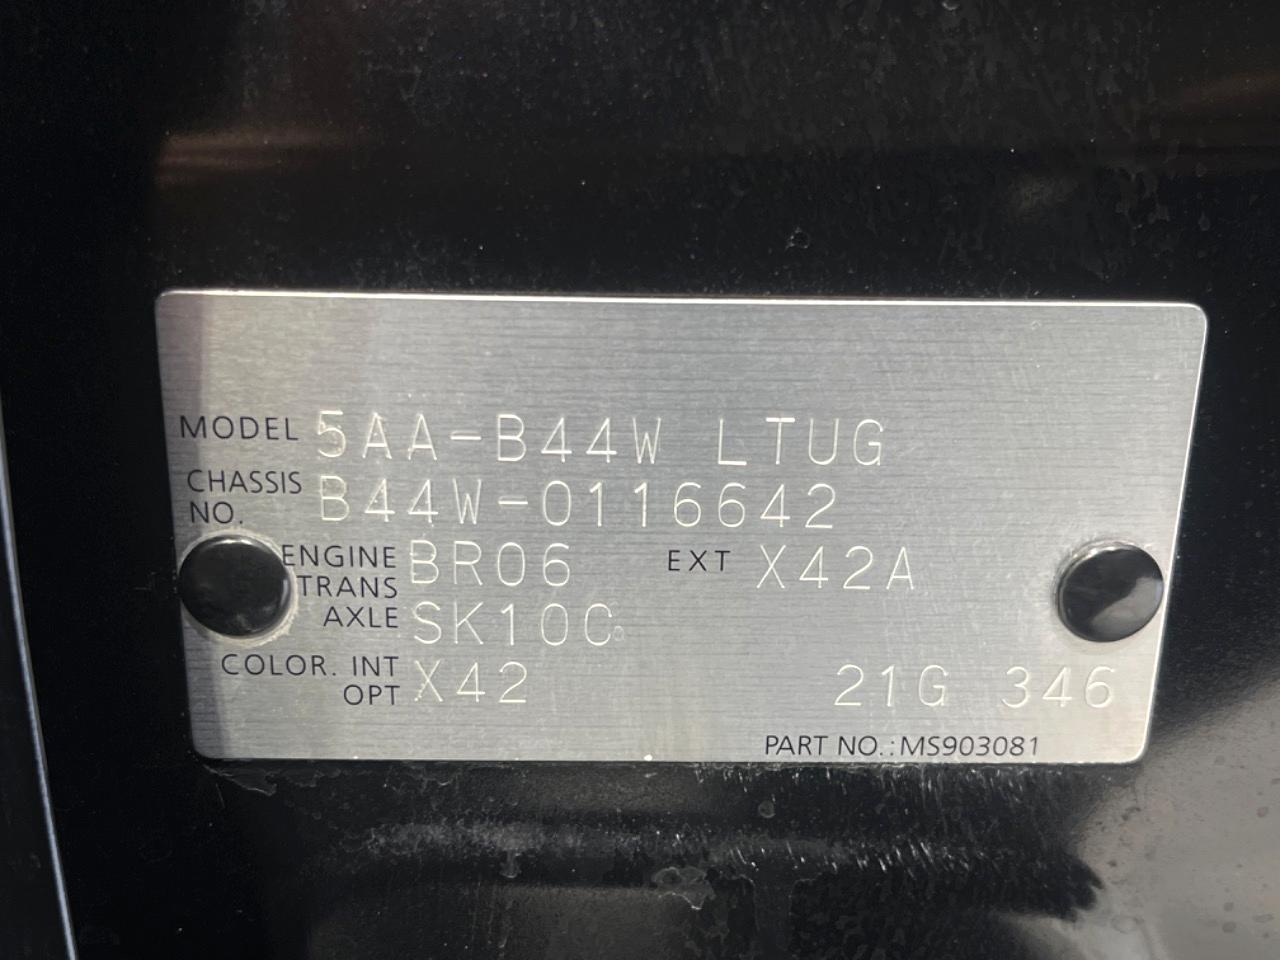 MODEL 5AA-B44W LTUG
CHASSIS NO. B44W-0116642
ENGINE BR06 EXT X42A
TRANS AXLE SK10C
COLOR. INT OPT X42 21G 346
PART NO.:MS903081